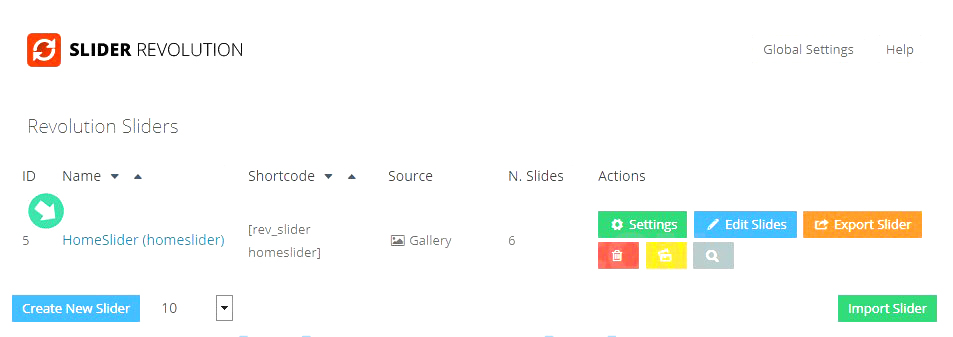 SLIDER REVOLUTION
Global Settings Help
Revolution Sliders
ID Name Shortcode Source N. Slides Actions
5 HomeSlider (homeslider) [rev_slider Gallery 6 Settings Edit Slides Export Slider
homeslider]
Create New Slider 10 Import Slider